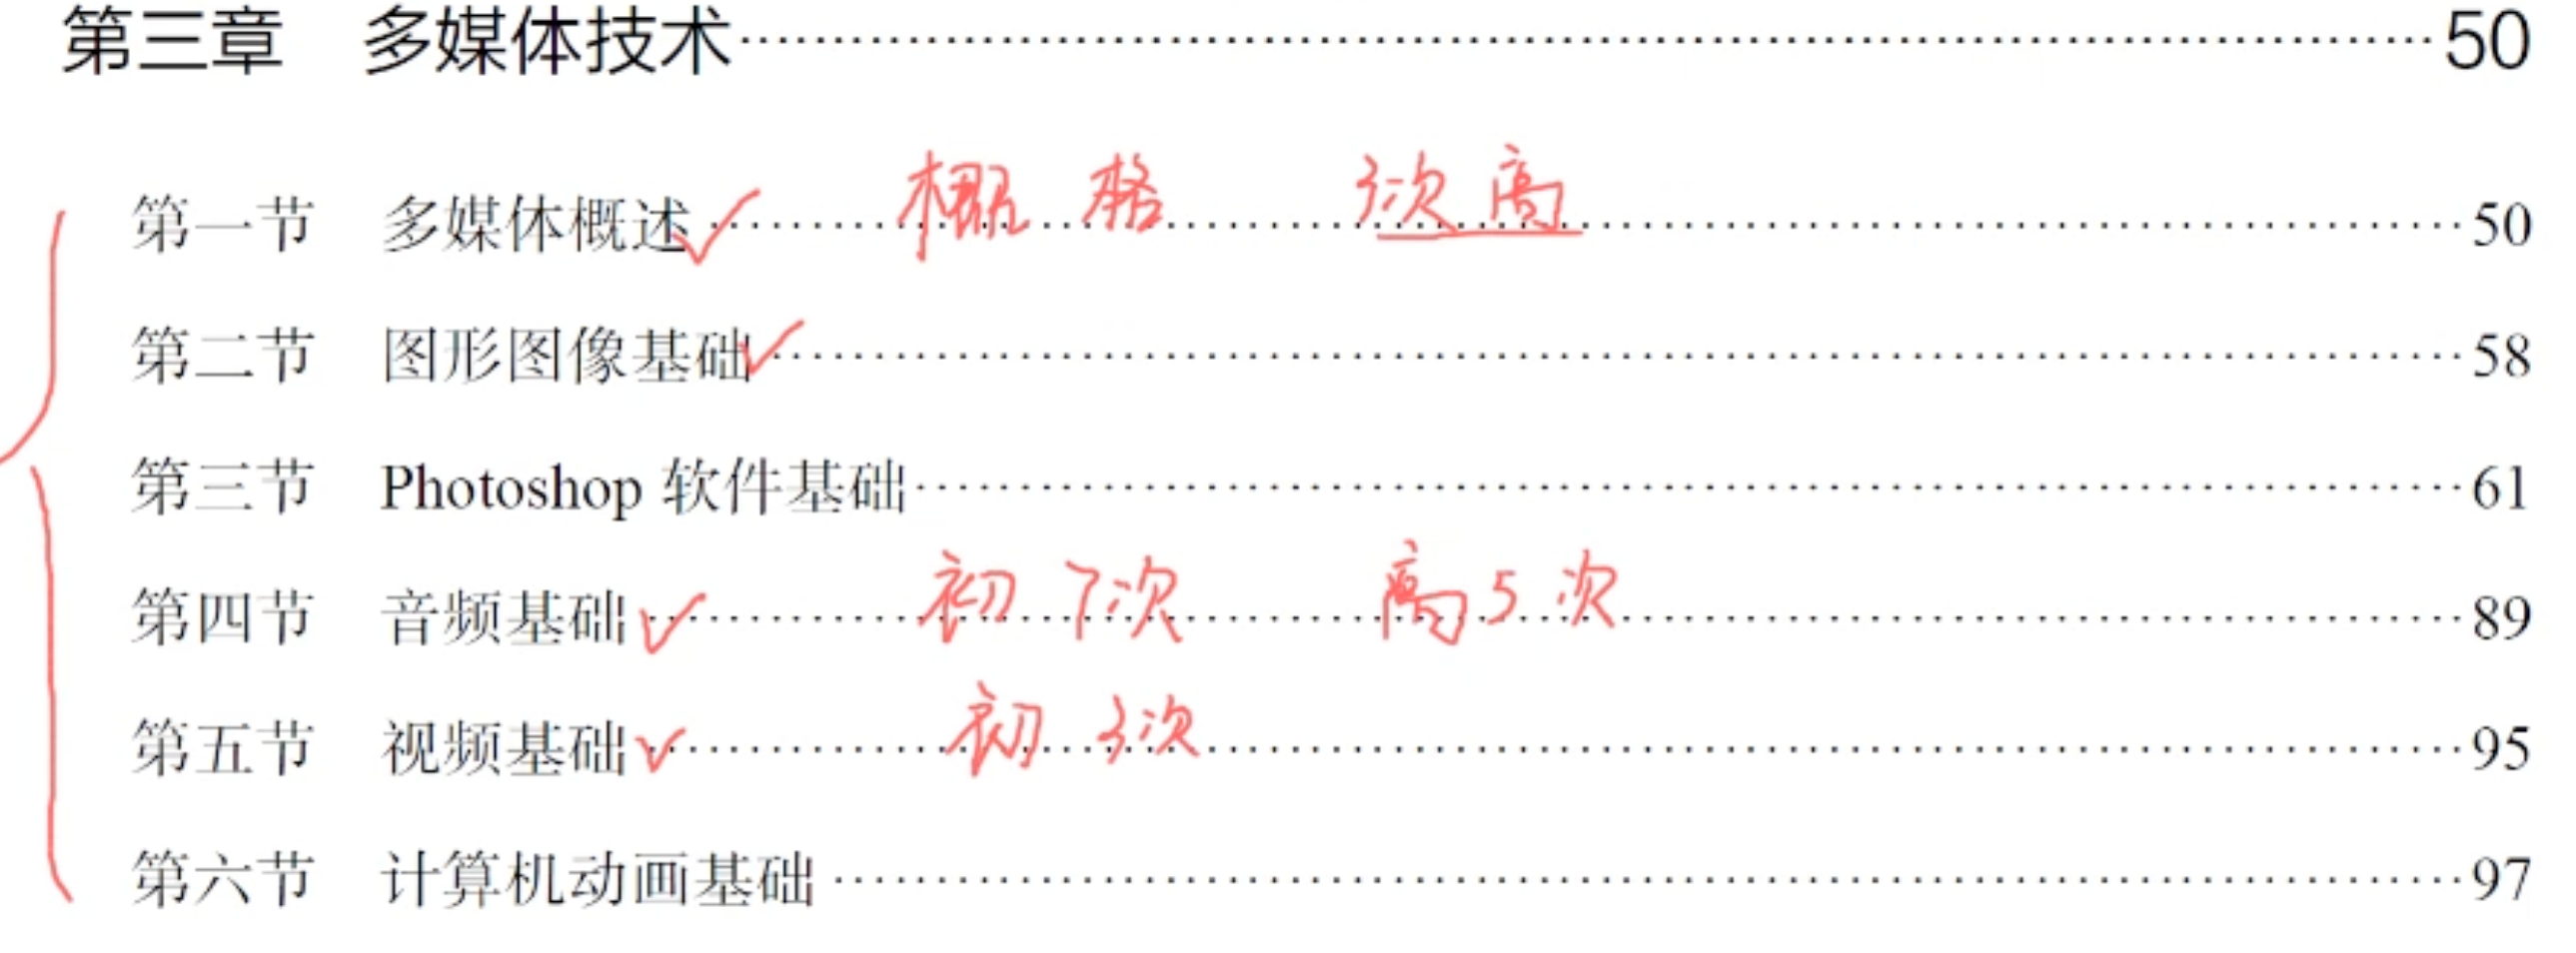 第三章 多媒体技术 50
概 格 3次 高
第一节 多媒体概述 50
第二节 图形图像基础 58
第三节 Photoshop 软件基础 61
初 7次 高5次
第四节 音频基础 89
初 3次
第五节 视频基础 95
第六节 计算机动画基础 97